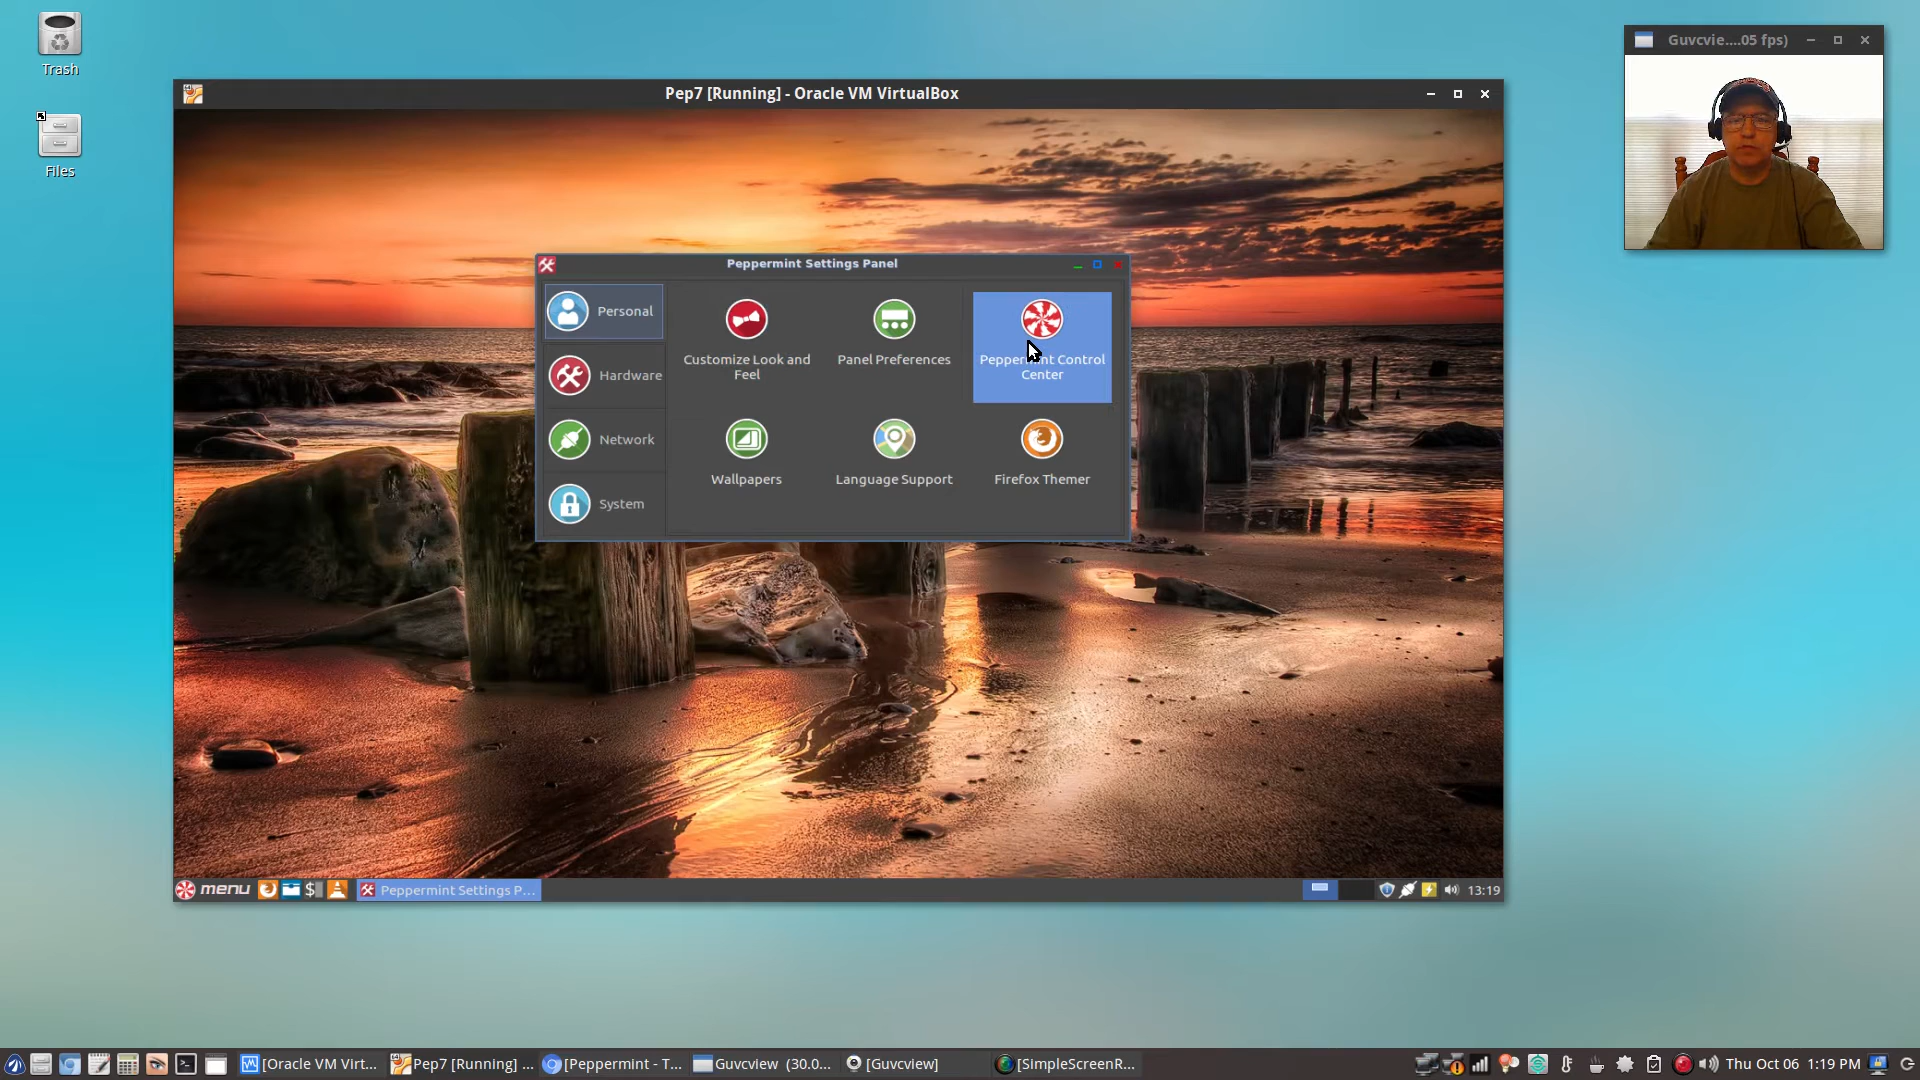 Trash
Files
Guvcvie....05 fps)
Pep7 [Running] - Oracle VM VirtualBox
Peppermint Settings Panel
Personal
Hardware
Network
System
Customize Look and
Feel
Panel Preferences
Peppermint Control
Center
Wallpapers
Language Support
Firefox Themer
menu
Peppermint Settings P...
13:19
[Oracle VM Virt...
Pep7 [Running] ...
[Peppermint - T...
Guvcview (30.0...
[Guvcview]
[SimpleScreenR...
Thu Oct 06 1:19 PM